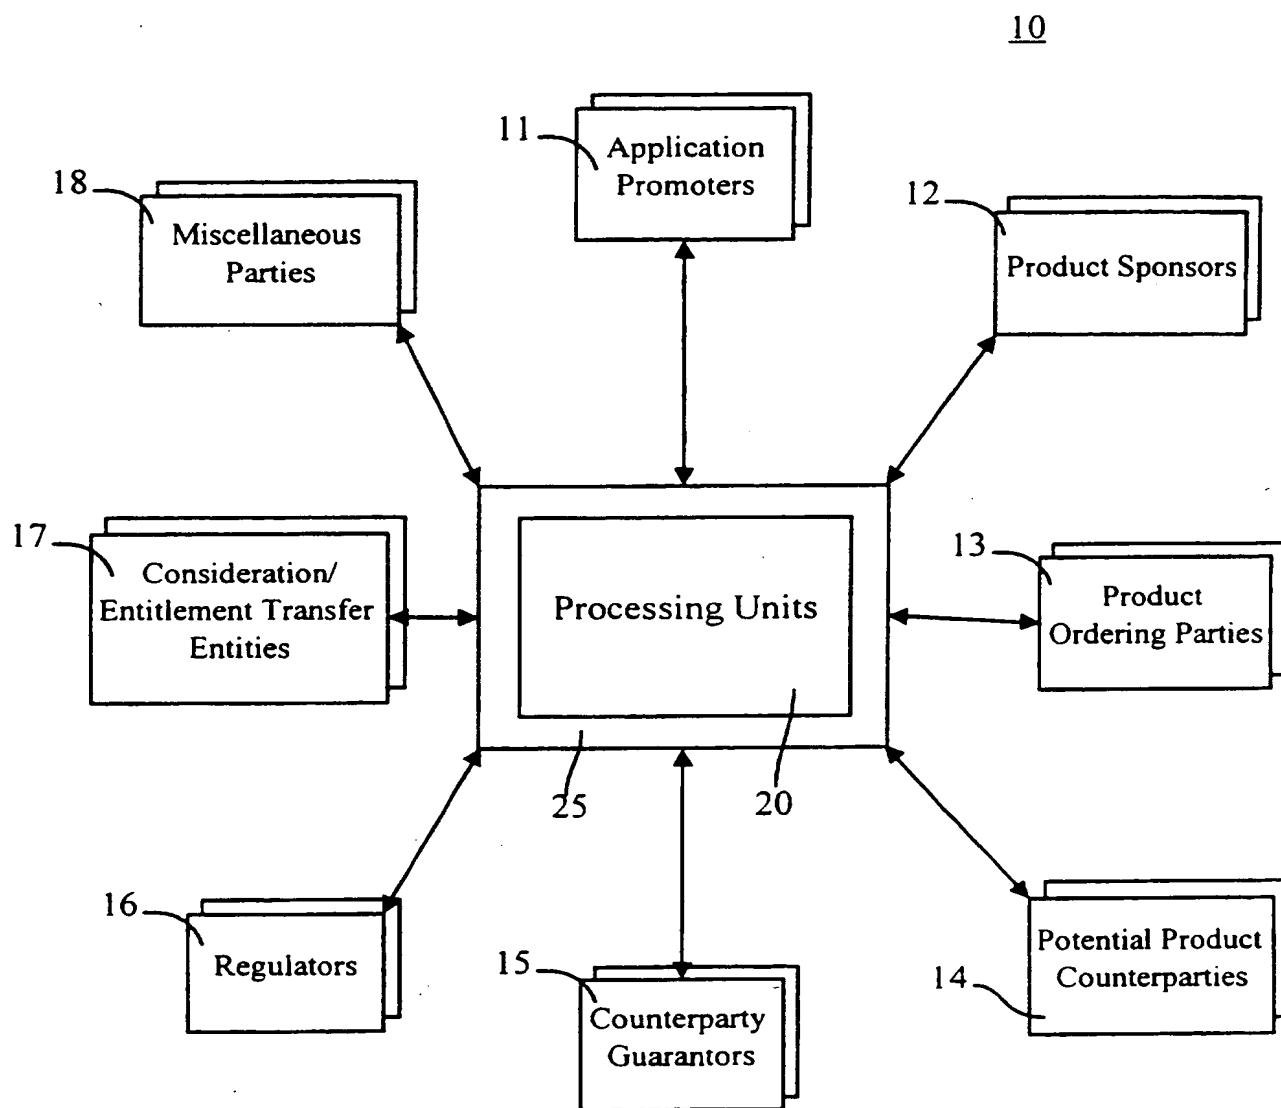 10
11
Application
Promoters
18
Miscellaneous
Parties
12
Product Sponsors
17
Consideration/
Entitlement Transfer
Entities
Processing Units
13
Product
Ordering Parties
25
20
16
Regulators
15
Counterparty
Guarantors
14
Potential Product
Counterparties